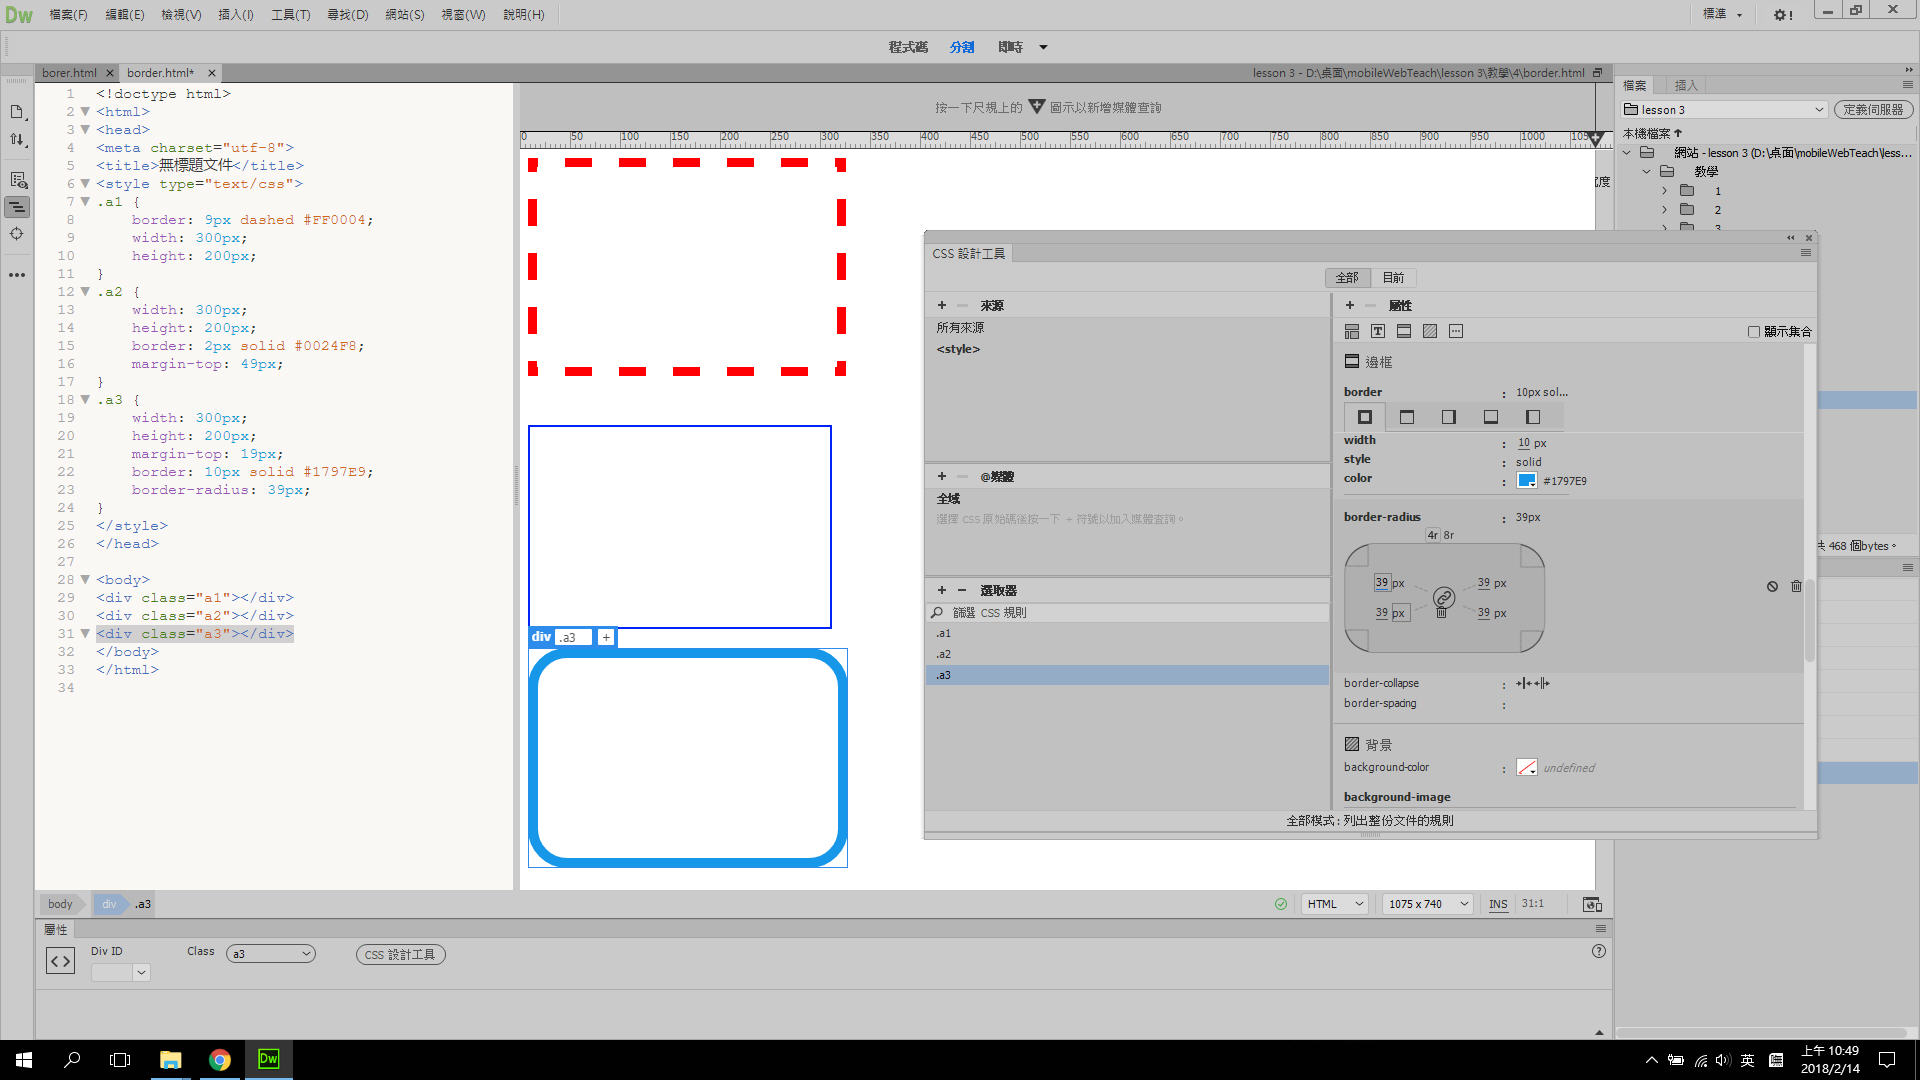 Dw 檔案(F) 編輯(E) 檢視(V) 插入(I) 工具(T) 尋找(D) 網站(S) 視窗(W) 說明(H) 標準
程式碼 分割 即時
borer.html border.html* lesson 3 - D:\桌面\mobileWebTeach\lesson 3\教學\4\border.html
1 <!doctype html>
2 <html>
3 <head>
4 <meta charset="utf-8">
5 <title>無標題文件</title>
6 <style type="text/css">
7 .a1 {
8 border: 9px dashed #FF0004;
9 width: 300px;
10 height: 200px;
11 }
12 .a2 {
13 width: 300px;
14 height: 200px;
15 border: 2px solid #0024F8;
16 margin-top: 49px;
17 }
18 .a3 {
19 width: 300px;
20 height: 200px;
21 margin-top: 19px;
22 border: 10px solid #1797E9;
23 border-radius: 39px;
24 }
25 </style>
26 </head>
27
28 <body>
29 <div class="a1"></div>
30 <div class="a2"></div>
31 <div class="a3"></div>
32 </body>
33 </html>
34
按一下尺規上的 圖示以新增媒體查詢
0 50 100 150 200 250 300 350 400 450 500 550 600 650 700 750 800 850 900 950 1000 105
div .a3 +
CSS 設計工具
全部 目前
+ 來源
所有來源
<style>
+ @媒體
全域
選擇 CSS 原始碼後按一下 + 符號以加入媒體查詢。
+ − 選取器
篩選 CSS 規則
.a1
.a2
.a3
+ 屬性
T 顯示集合
邊框
border : 10px sol...
width : 10 px
style : solid
color : #1797E9
border-radius : 39px
4r 8r
39 px 39 px
39 px 39 px
border-collapse :
border-spacing :
背景
background-color : undefined
background-image
全部模式 : 列出整份文件的規則
檔案 插入
lesson 3 定義伺服器
本機檔案
網站 - lesson 3 (D:\桌面\mobileWebTeach\less...
教學
1
2
3
共 468 個bytes。
body div .a3 HTML 1075 x 740 INS 31:1
屬性
Div ID Class a3 CSS 設計工具
Dw 英 上午 10:49
2018/2/14